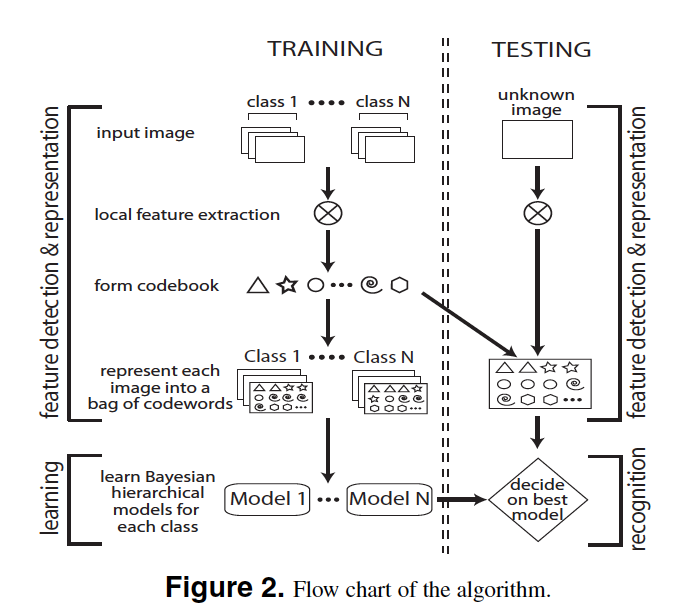 TRAINING
TESTING
class 1 •••• class N
unknown
image
input image
local feature extraction
form codebook
Class 1 •••• Class N
represent each
image into a
bag of codewords
learn Bayesian
hierarchical
models for
each class
Model 1 ••• Model N
decide
on best
model
feature detection & representation
learning
feature detection & representation
recognition
Figure 2. Flow chart of the algorithm.